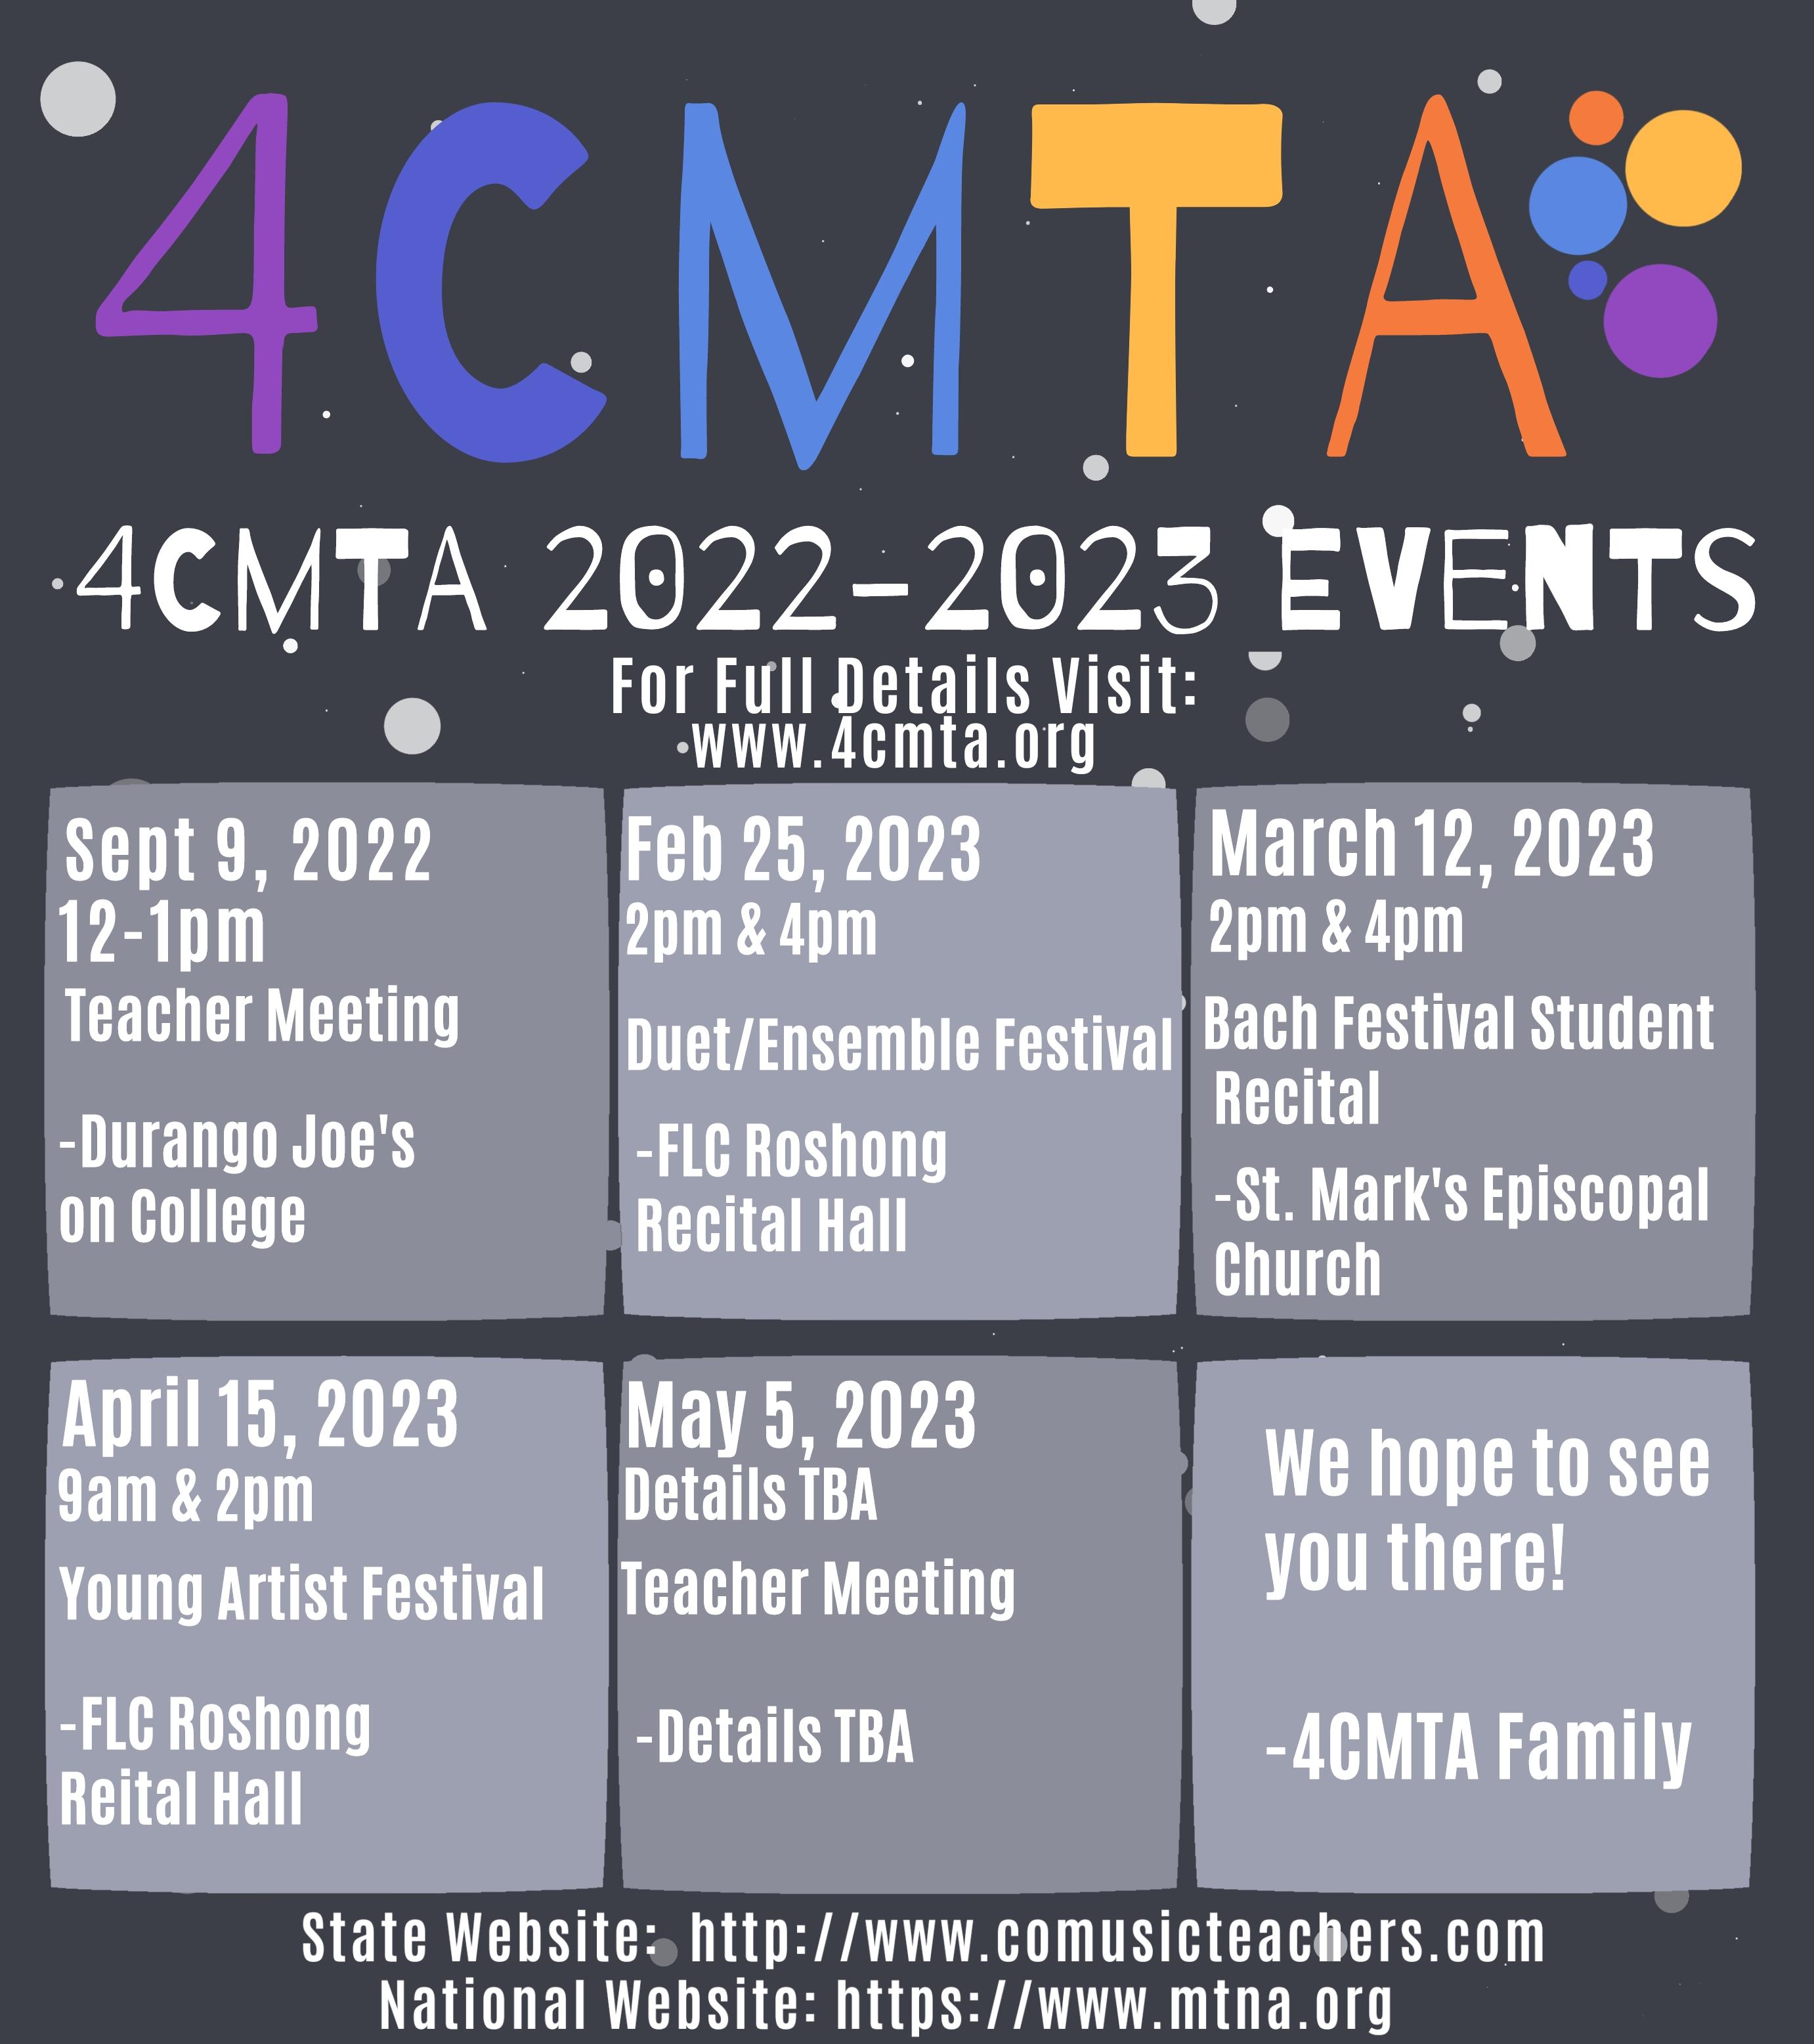 4CMTA
4CMTA 2022-2023 EVENTS
For Full Details Visit:
www.4cmta.org
Sept 9, 2022
12-1pm
Teacher Meeting
-Durango Joe's
on College
Feb 25, 2023
2pm & 4pm
Duet/Ensemble Festival
-FLC Roshong
Recital Hall
March 12, 2023
2pm & 4pm
Bach Festival Student
Recital
-St. Mark's Episcopal
Church
April 15, 2023
9am & 2pm
Young Artist Festival
-FLC Roshong
Reital Hall
May 5, 2023
Details TBA
Teacher Meeting
-Details TBA
We hope to see
you there!
-4CMTA Family
State Website: http://www.comusicteachers.com
National Website: https://www.mtna.org